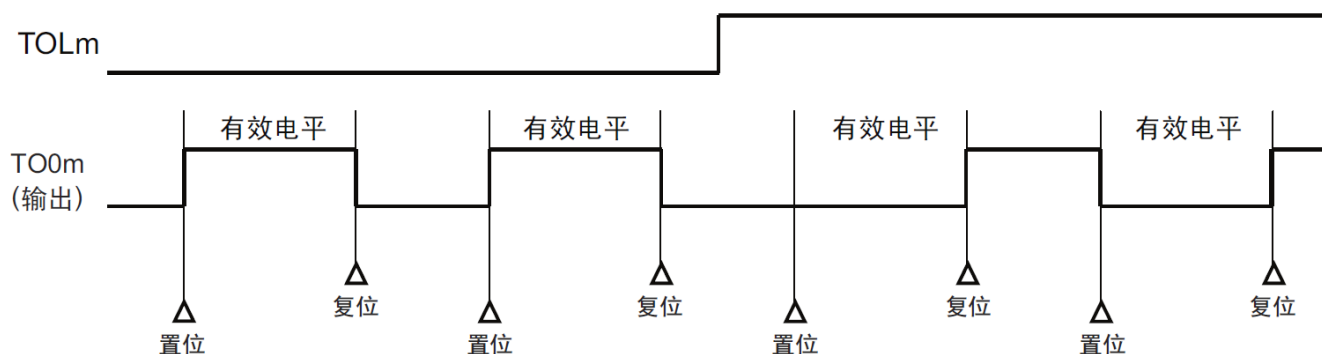 TOLm
有效电平 有效电平 有效电平 有效电平
TO0m
(输出)
复位 复位 复位 复位
置位 置位 置位 置位